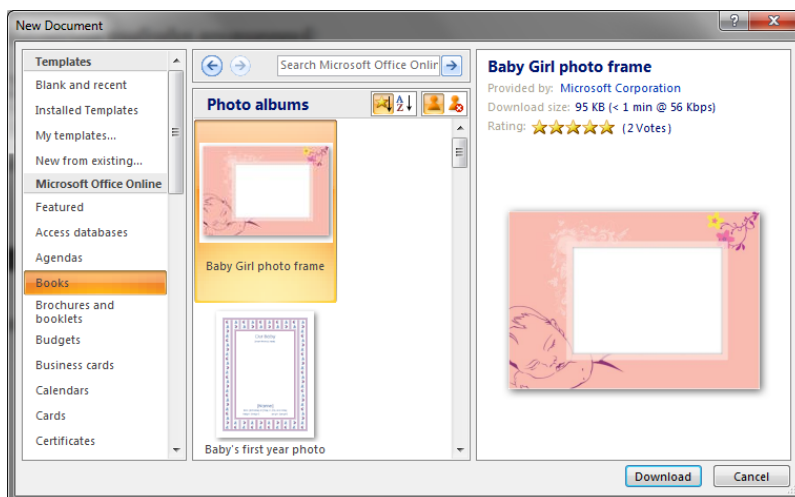 New Document
Templates
Blank and recent
Installed Templates
My templates...
New from existing...
Microsoft Office Online
Featured
Access databases
Agendas
Books
Brochures and
booklets
Budgets
Business cards
Calendars
Cards
Certificates
Search Microsoft Office Onlin
Photo albums
Baby Girl photo frame
Baby's first year photo
Baby Girl photo frame
Provided by: Microsoft Corporation
Download size: 95 KB (< 1 min @ 56 Kbps)
Rating: (2 Votes)
Download
Cancel